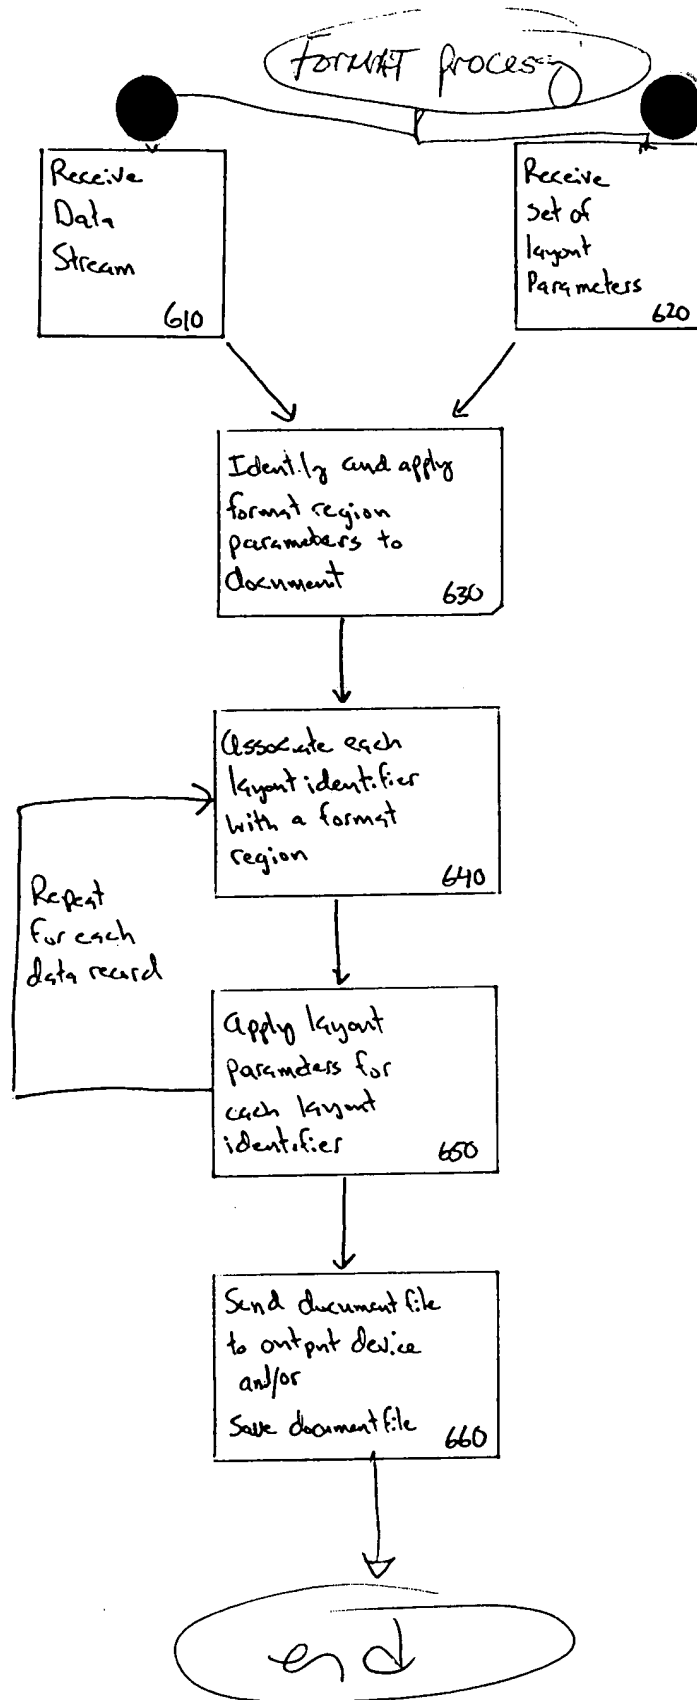 FORMAT process
Receive
Data
Stream
610
Receive
set of
layout
Parameters
620
Identify and apply
format region
parameters to
document
630
Associate each
layout identifier
with a format
region
640
Repeat
for each
data record
Apply layout
parameters for
each layout
identifier
650
Send document file
to output device
and/or
Save document file
660
end